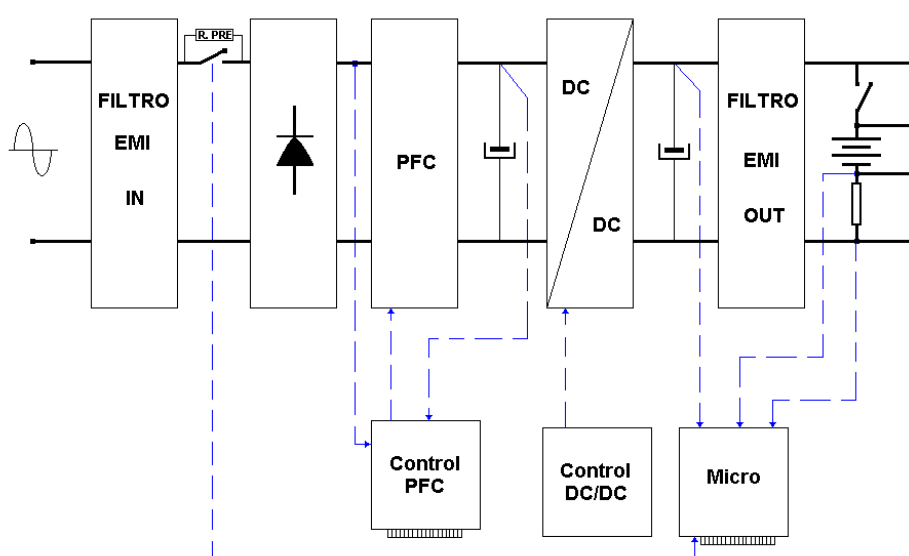 R. PRE
FILTRO
EMI
IN
PFC
DC
DC
FILTRO
EMI
OUT
Control
PFC
Control
DC/DC
Micro